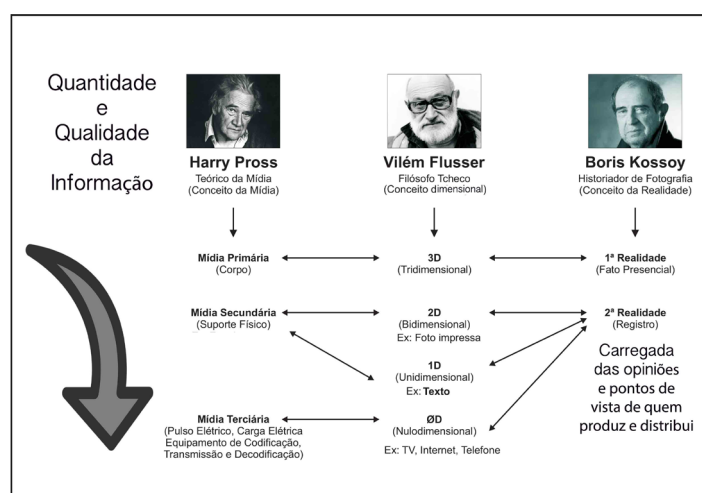 Quantidade
e
Qualidade
da
Informação
Harry Pross
Teórico da Mídia
(Conceito da Mídia)
Vilém Flusser
Filósofo Tcheco
(Conceito dimensional)
Boris Kossoy
Historiador de Fotografia
(Conceito da Realidade)
Mídia Primária
(Corpo)
3D
(Tridimensional)
1ª Realidade
(Fato Presencial)
Mídia Secundária
(Suporte Físico)
2D
(Bidimensional)
Ex: Foto impressa
2ª Realidade
(Registro)
1D
(Unidimensional)
Ex: Texto
Carregada
das opiniões
e pontos de
vista de quem
produz e distribui
Mídia Terciária
(Pulso Elétrico, Carga Elétrica
Equipamento de Codificação,
Transmissão e Decodificação)
ØD
(Nulodimensional)
Ex: TV, Internet, Telefone